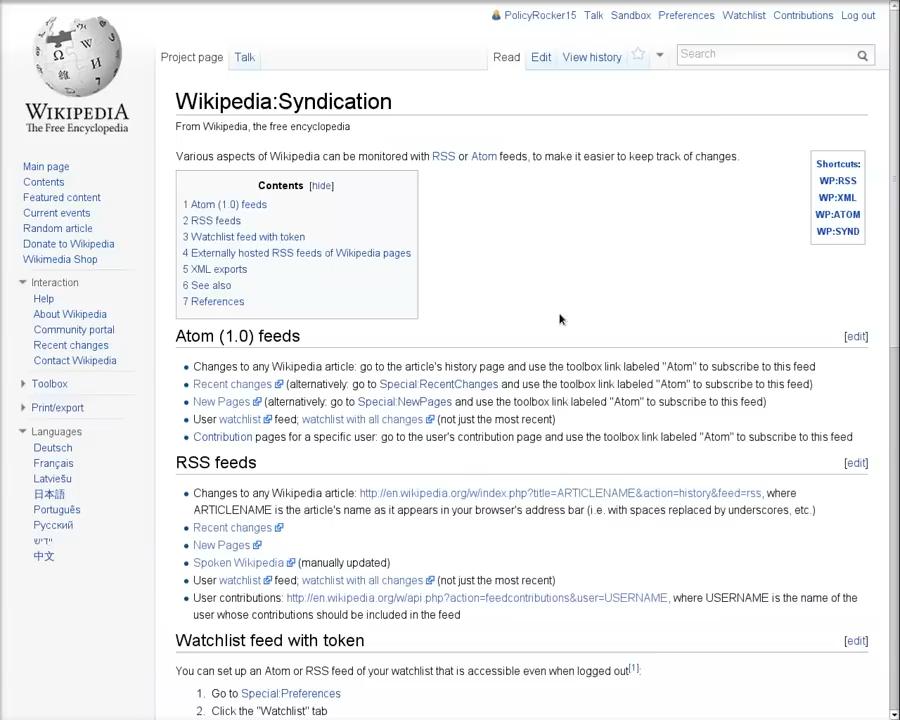 PolicyRocker15 Talk Sandbox Preferences Watchlist Contributions Log out
Project page Talk Read Edit View history Search
WIKIPEDIA
The Free Encyclopedia
Main page
Contents
Featured content
Current events
Random article
Donate to Wikipedia
Wikimedia Shop
Interaction
Help
About Wikipedia
Community portal
Recent changes
Contact Wikipedia
Toolbox
Print/export
Languages
Deutsch
Français
Latviešu
日本語
Português
Русский
ייִדיש
中文
Wikipedia:Syndication
From Wikipedia, the free encyclopedia
Various aspects of Wikipedia can be monitored with RSS or Atom feeds, to make it easier to keep track of changes.
Shortcuts:
WP:RSS
WP:XML
WP:ATOM
WP:SYND
Contents [hide]
1 Atom (1.0) feeds
2 RSS feeds
3 Watchlist feed with token
4 Externally hosted RSS feeds of Wikipedia pages
5 XML exports
6 See also
7 References
Atom (1.0) feeds [edit]
Changes to any Wikipedia article: go to the article's history page and use the toolbox link labeled "Atom" to subscribe to this feed
Recent changes (alternatively: go to Special:RecentChanges and use the toolbox link labeled "Atom" to subscribe to this feed)
New Pages (alternatively: go to Special:NewPages and use the toolbox link labeled "Atom" to subscribe to this feed)
User watchlist feed; watchlist with all changes (not just the most recent)
Contribution pages for a specific user: go to the user's contribution page and use the toolbox link labeled "Atom" to subscribe to this feed
RSS feeds [edit]
Changes to any Wikipedia article: http://en.wikipedia.org/w/index.php?title=ARTICLENAME&action=history&feed=rss, where
ARTICLENAME is the article's name as it appears in your browser's address bar (i.e. with spaces replaced by underscores, etc.)
Recent changes
New Pages
Spoken Wikipedia (manually updated)
User watchlist feed; watchlist with all changes (not just the most recent)
User contributions: http://en.wikipedia.org/w/api.php?action=feedcontributions&user=USERNAME, where USERNAME is the name of the
user whose contributions should be included in the feed
Watchlist feed with token [edit]
You can set up an Atom or RSS feed of your watchlist that is accessible even when logged out[1]:
1. Go to Special:Preferences
2. Click the "Watchlist" tab